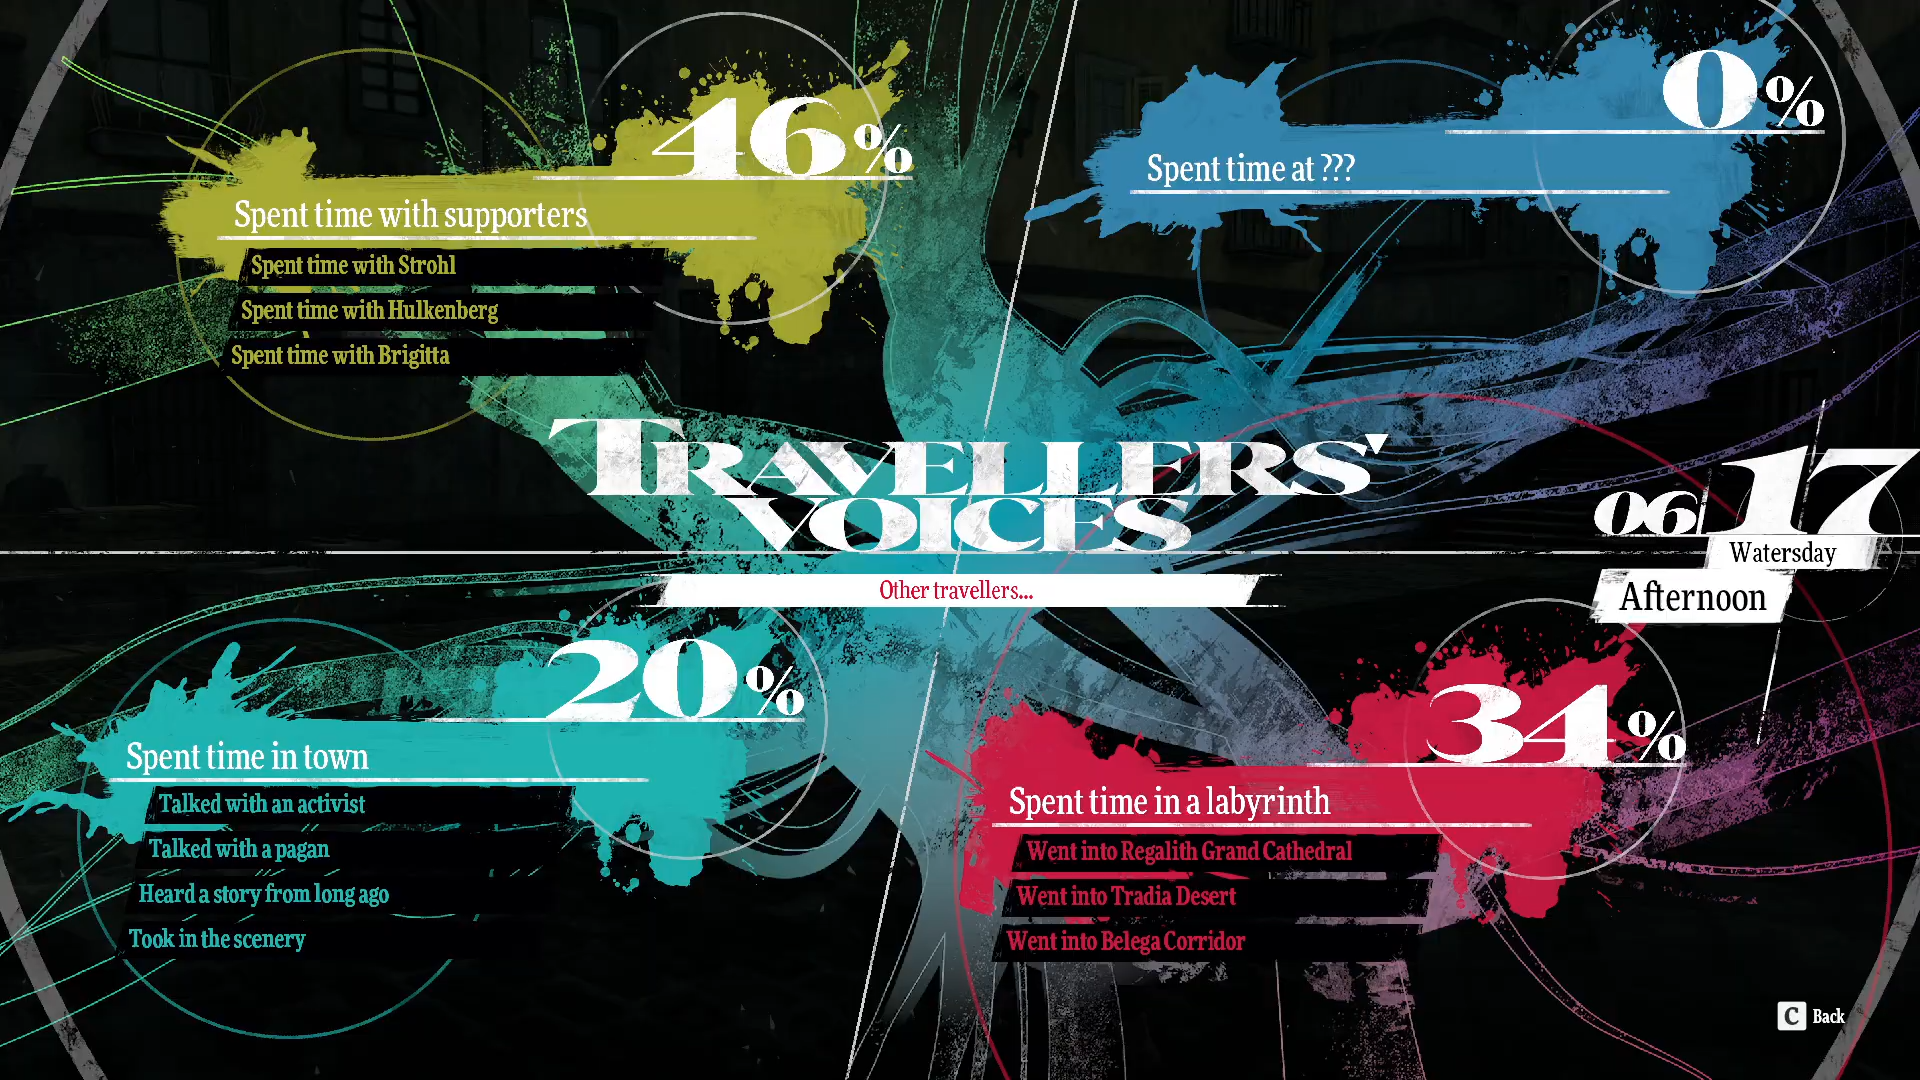 46%
Spent time with supporters
Spent time with Strohl
Spent time with Hulkenberg
Spent time with Brigitta
0%
Spent time at ???
TRAVELLERS'
VOICES
Other travellers...
06/17
Watersday
Afternoon
20%
Spent time in town
Talked with an activist
Talked with a pagan
Heard a story from long ago
Took in the scenery
34%
Spent time in a labyrinth
Went into Regalith Grand Cathedral
Went into Tradia Desert
Went into Belega Corridor
C Back